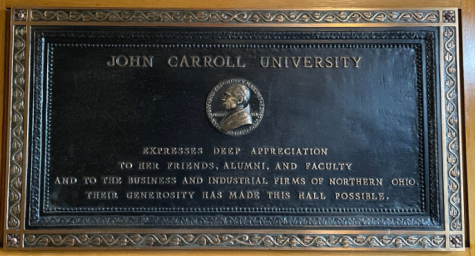 JOHN CARROLL UNIVERSITY
EXPRESSES DEEP APPRECIATION
TO HER FRIENDS, ALUMNI, AND FACULTY
AND TO THE BUSINESS AND INDUSTRIAL FIRMS OF NORTHERN OHIO.
THEIR GENEROSITY HAS MADE THIS HALL POSSIBLE.